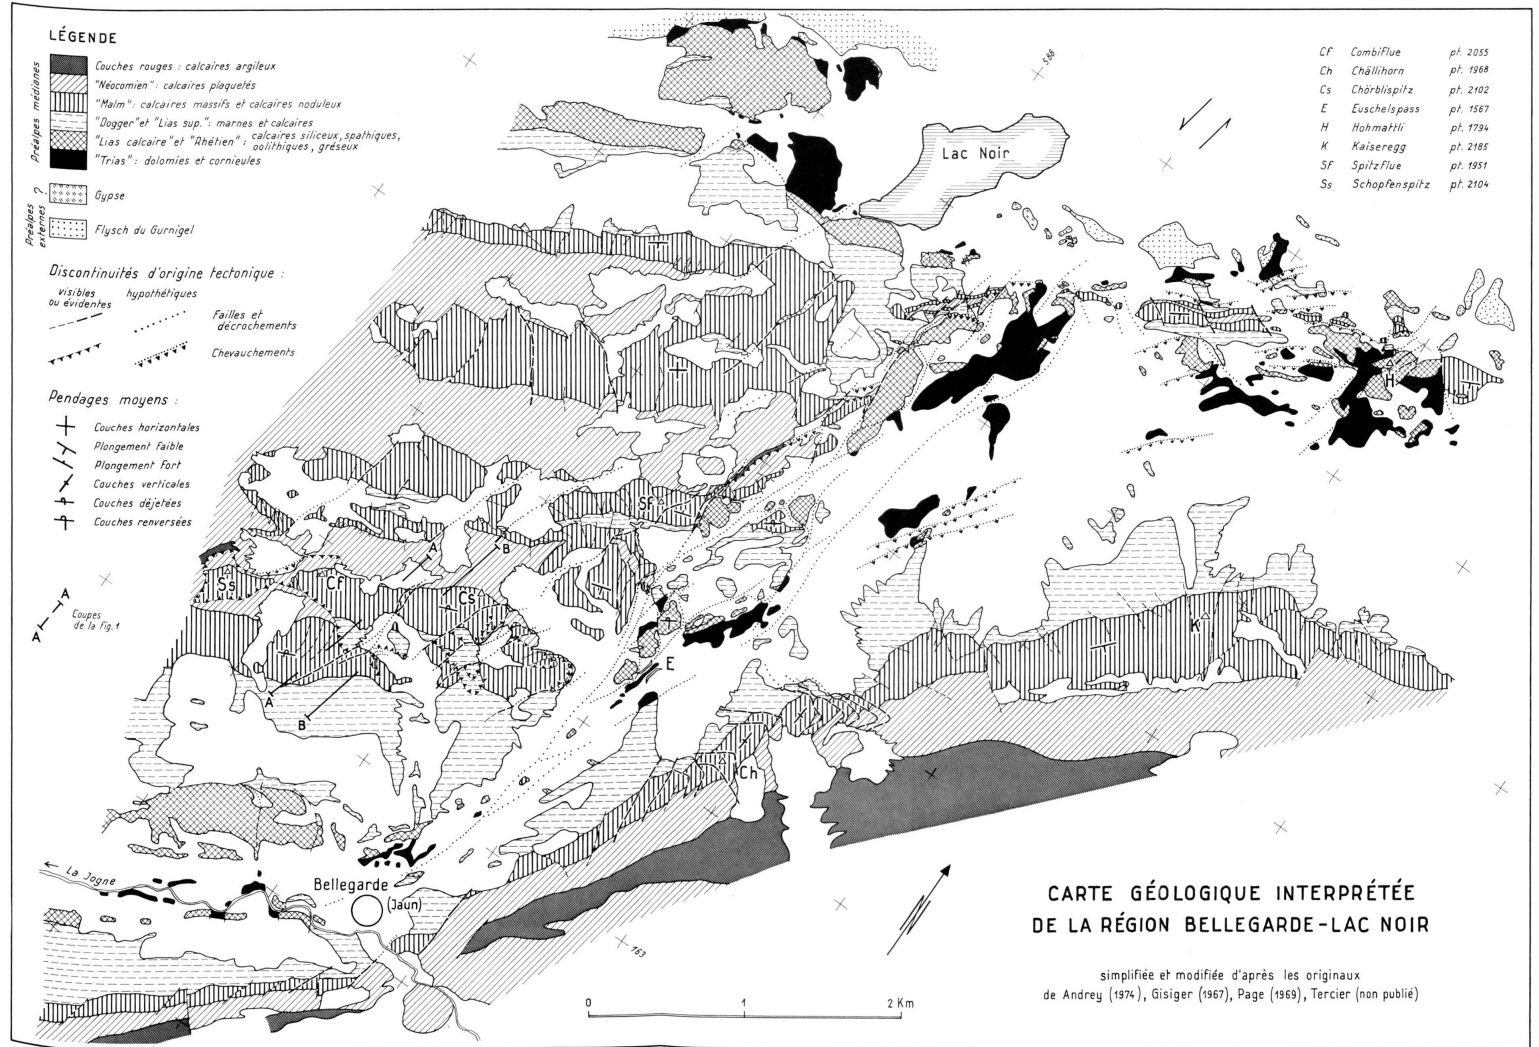 LÉGENDE
Préalpes médianes
Couches rouges : calcaires argileux
"Néocomien" : calcaires plaquetés
"Malm" : calcaires massifs et calcaires noduleux
"Dogger" et "Lias sup." : marnes et calcaires
"Lias calcaire" et "Rhétien" : calcaires siliceux, spathiques,
oolithiques, gréseux
"Trias" : dolomies et cornieules
?
Gypse
Préalpes externes
Flysch du Gurnigel
Discontinuités d'origine tectonique :
visibles
ou évidentes
hypothétiques
Failles et
décrochements
Chevauchements
Pendages moyens :
Couches horizontales
Plongement faible
Plongement fort
Couches verticales
Couches déjetées
Couches renversées
A
A
Coupes
de la Fig. 1
Cf Combiflue pt. 2055
Ch Chällihorn pt. 1968
Cs Chörblispitz pt. 2102
E Euschelspass pt. 1567
H Hohmattli pt. 1794
K Kaiseregg pt. 2185
Sf Spitzflue pt. 1951
Ss Schopfenspitz pt. 2104
588
Lac Noir
H
Sf
A
B
Ss
Cf
Cs
K
E
A
B
Ch
La Jogne
Bellegarde
(Jaun)
163
0 1 2 Km
CARTE GÉOLOGIQUE INTERPRÉTÉE
DE LA RÉGION BELLEGARDE-LAC NOIR
simplifiée et modifiée d'après les originaux
de Andrey (1974), Gisiger (1967), Page (1969), Tercier (non publié)